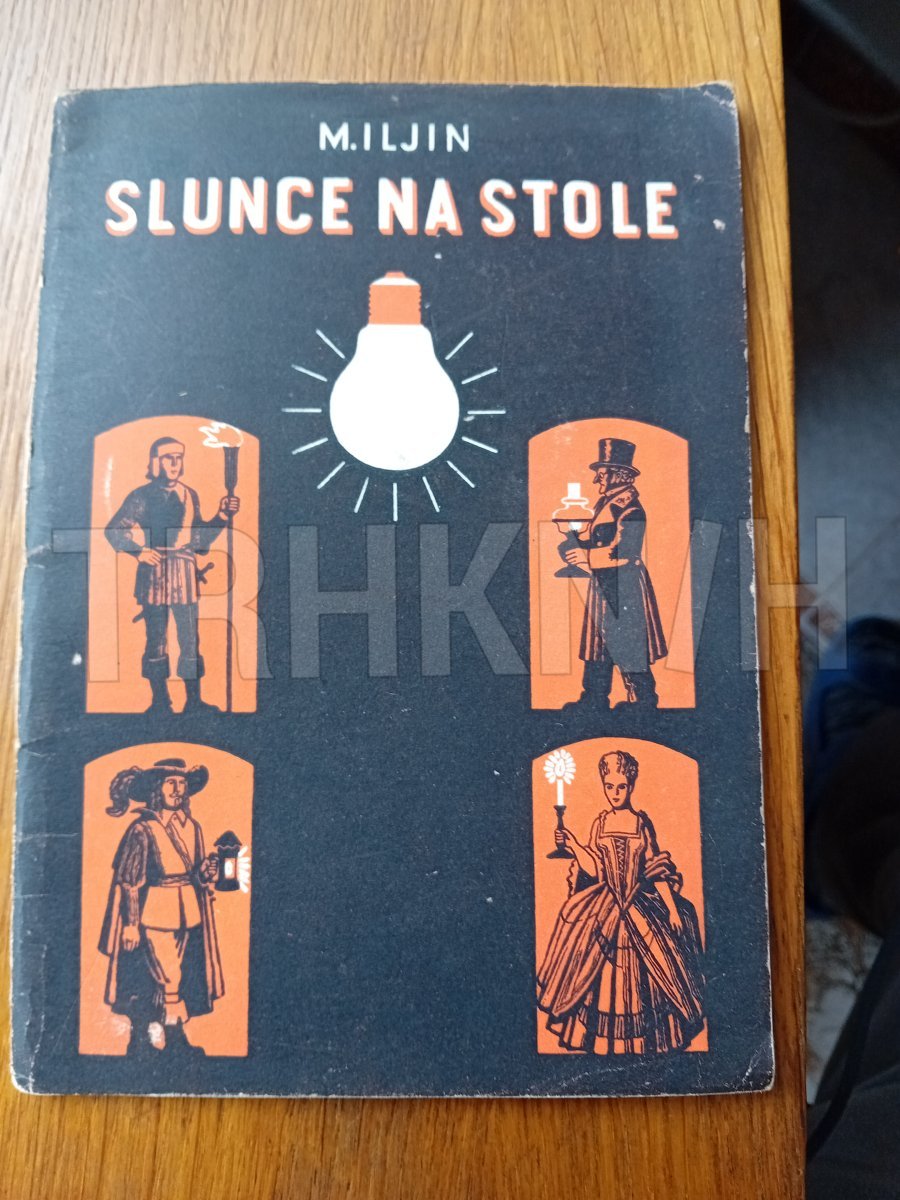 M. ILJIN
SLUNCE NA STOLE
TRHKNIH